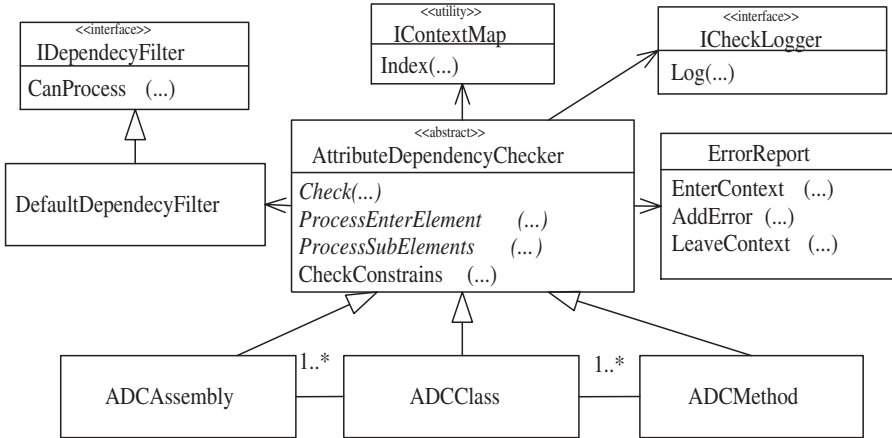 <<interface>>
IDependecyFilter
CanProcess (...)
<<utility>>
IContextMap
Index(...)
<<interface>>
ICheckLogger
Log(...)
<<abstract>>
AttributeDependencyChecker
Check(...)
ProcessEnterElement (...)
ProcessSubElements (...)
CheckConstrains (...)
DefaultDependecyFilter
ErrorReport
EnterContext (...)
AddError (...)
LeaveContext (...)
ADCAssembly
1..*
ADCClass
1..*
ADCMethod